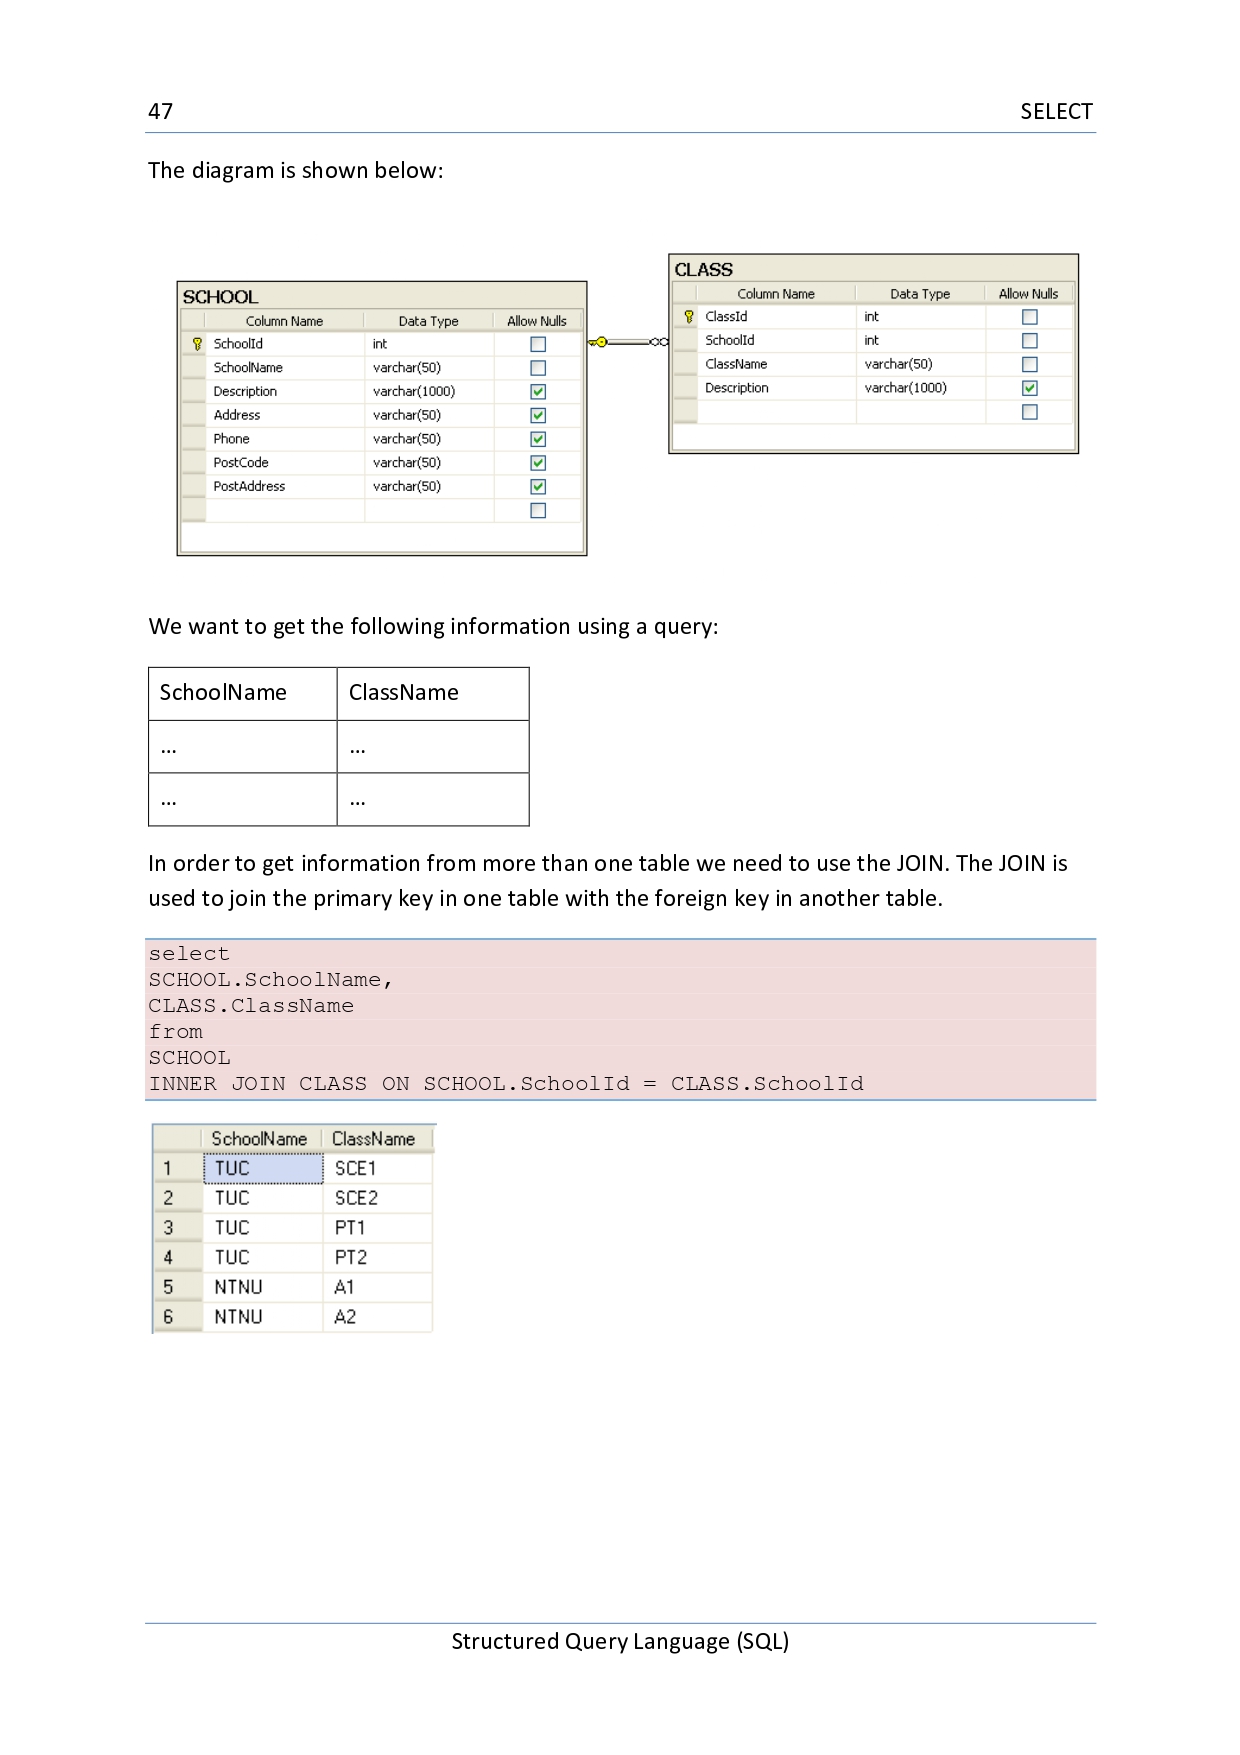 47 SELECT
The diagram is shown below:
SCHOOL
Column Name Data Type Allow Nulls
SchoolId int
SchoolName varchar(50)
Description varchar(1000)
Address varchar(50)
Phone varchar(50)
PostCode varchar(50)
PostAddress varchar(50)
CLASS
Column Name Data Type Allow Nulls
ClassId int
SchoolId int
ClassName varchar(50)
Description varchar(1000)
We want to get the following information using a query:
SchoolName ClassName
... ...
... ...
In order to get information from more than one table we need to use the JOIN. The JOIN is
used to join the primary key in one table with the foreign key in another table.
select
SCHOOL.SchoolName,
CLASS.ClassName
from
SCHOOL
INNER JOIN CLASS ON SCHOOL.SchoolId = CLASS.SchoolId
SchoolName ClassName
1 TUC SCE1
2 TUC SCE2
3 TUC PT1
4 TUC PT2
5 NTNU A1
6 NTNU A2
Structured Query Language (SQL)